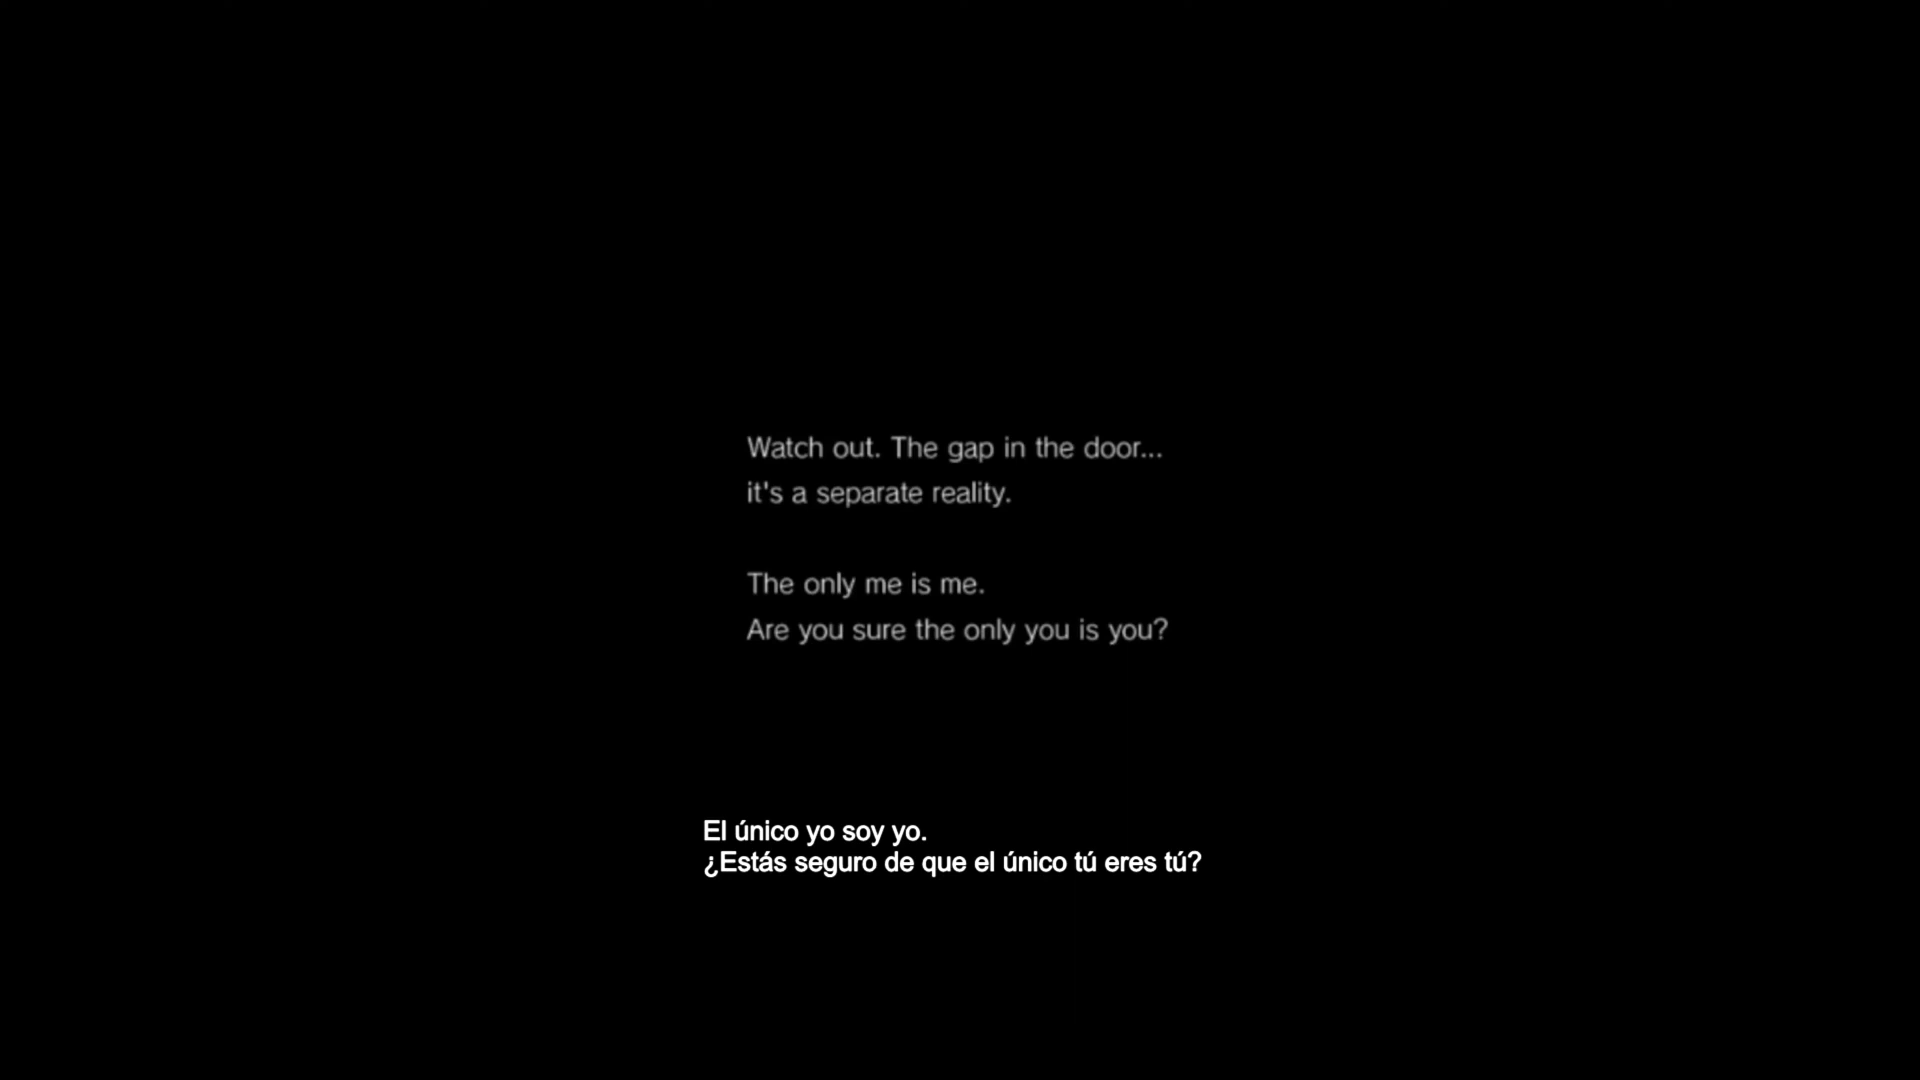 Watch out. The gap in the door...
it's a separate reality.
The only me is me.
Are you sure the only you is you?
El único yo soy yo.
¿Estás seguro de que el único tú eres tú?